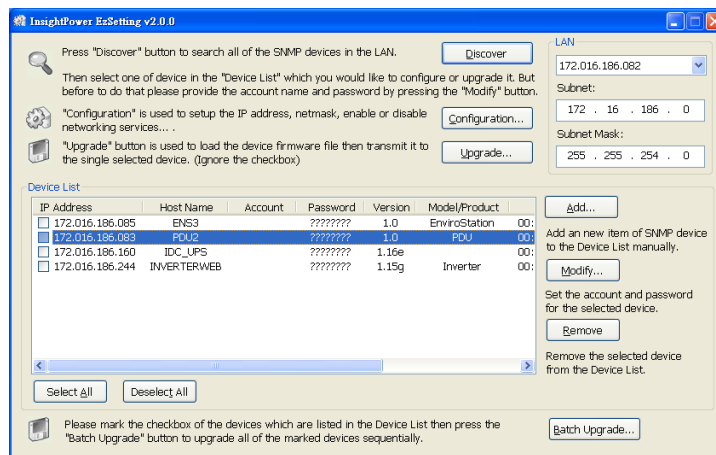 InsightPower EzSetting v2.0.0
Press "Discover" button to search all of the SNMP devices in the LAN.
Discover
Then select one of device in the "Device List" which you would like to configure or upgrade it. But
before to do that please provide the account name and password by pressing the "Modify" button.
"Configuration" is used to setup the IP address, netmask, enable or disable
networking services... .
Configuration...
"Upgrade" button is used to load the device firmware file then transmit it to
the single selected device. (Ignore the checkbox)
Upgrade...
LAN
172.016.186.082
Subnet:
172 . 16 . 186 . 0
Subnet Mask:
255 . 255 . 254 . 0
Device List
IP Address Host Name Account Password Version Model/Product
172.016.186.085 ENS3 ???????? 1.0 EnviroStation 00:
172.016.186.083 PDU2 ???????? 1.0 PDU 00:
172.016.186.160 IDC_UPS ???????? 1.16e 00:
172.016.186.244 INVERTERWEB ???????? 1.15g Inverter 00:
Add...
Add an new item of SNMP device
to the Device List manually.
Modify...
Set the account and password
for the selected device.
Remove
Remove the selected device
from the Device List.
Select All Deselect All
Please mark the checkbox of the devices which are listed in the Device List then press the
"Batch Upgrade" button to upgrade all of the marked devices sequentially.
Batch Upgrade...